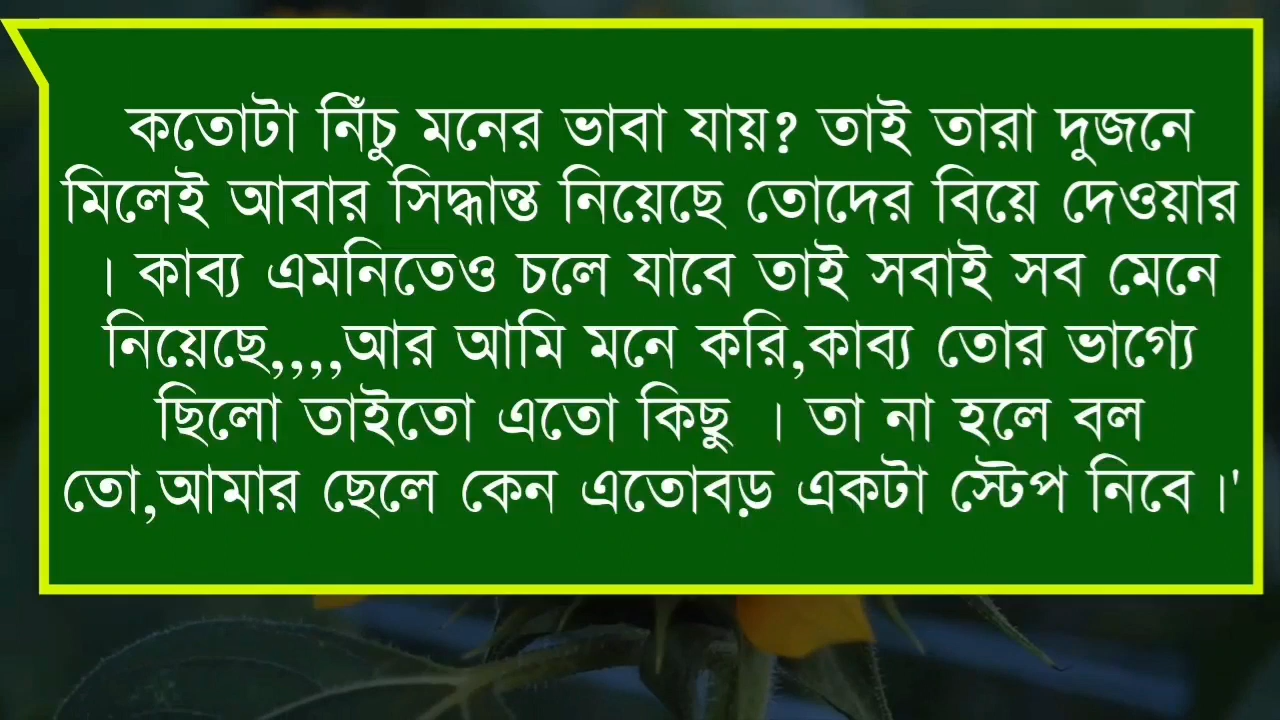 কতোটা নিঁচু মনের ভাবা যায়? তাই তারা দুজনে
মিলেই আবার সিদ্ধান্ত নিয়েছে তোদের বিয়ে দেওয়ার
। কাব্য এমনিতেও চলে যাবে তাই সবাই সব মেনে
নিয়েছে,,,,আর আমি মনে করি,কাব্য তোর ভাগ্যে
ছিলো তাইতো এতো কিছু । তা না হলে বল
তো,আমার ছেলে কেন এতোবড় একটা স্টেপ নিবে ।'